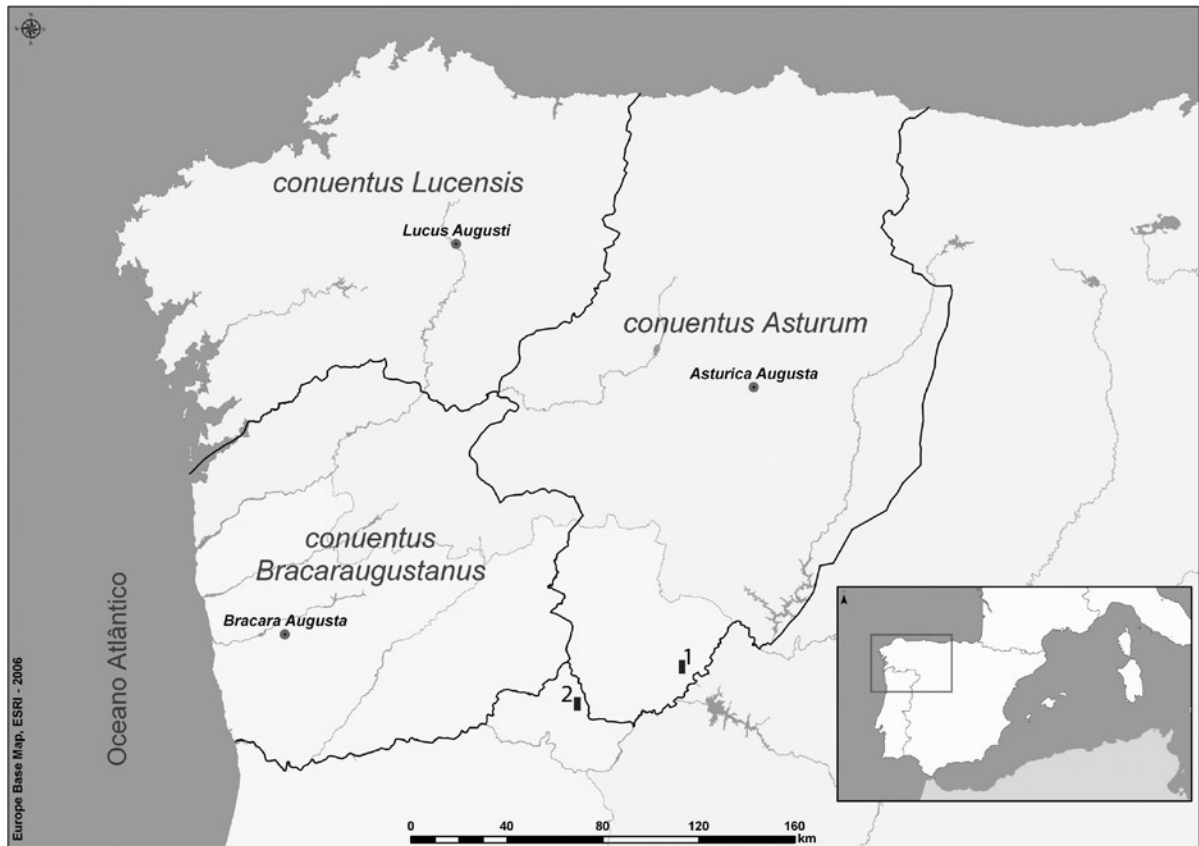 conuentus Lucensis
Lucus Augusti
conuentus Asturum
Asturica Augusta
conuentus
Bracaraugustanus
Bracara Augusta
Oceano Atlântico
1
2
Europe Base Map, ESRI - 2006
0 40 80 120 160
km